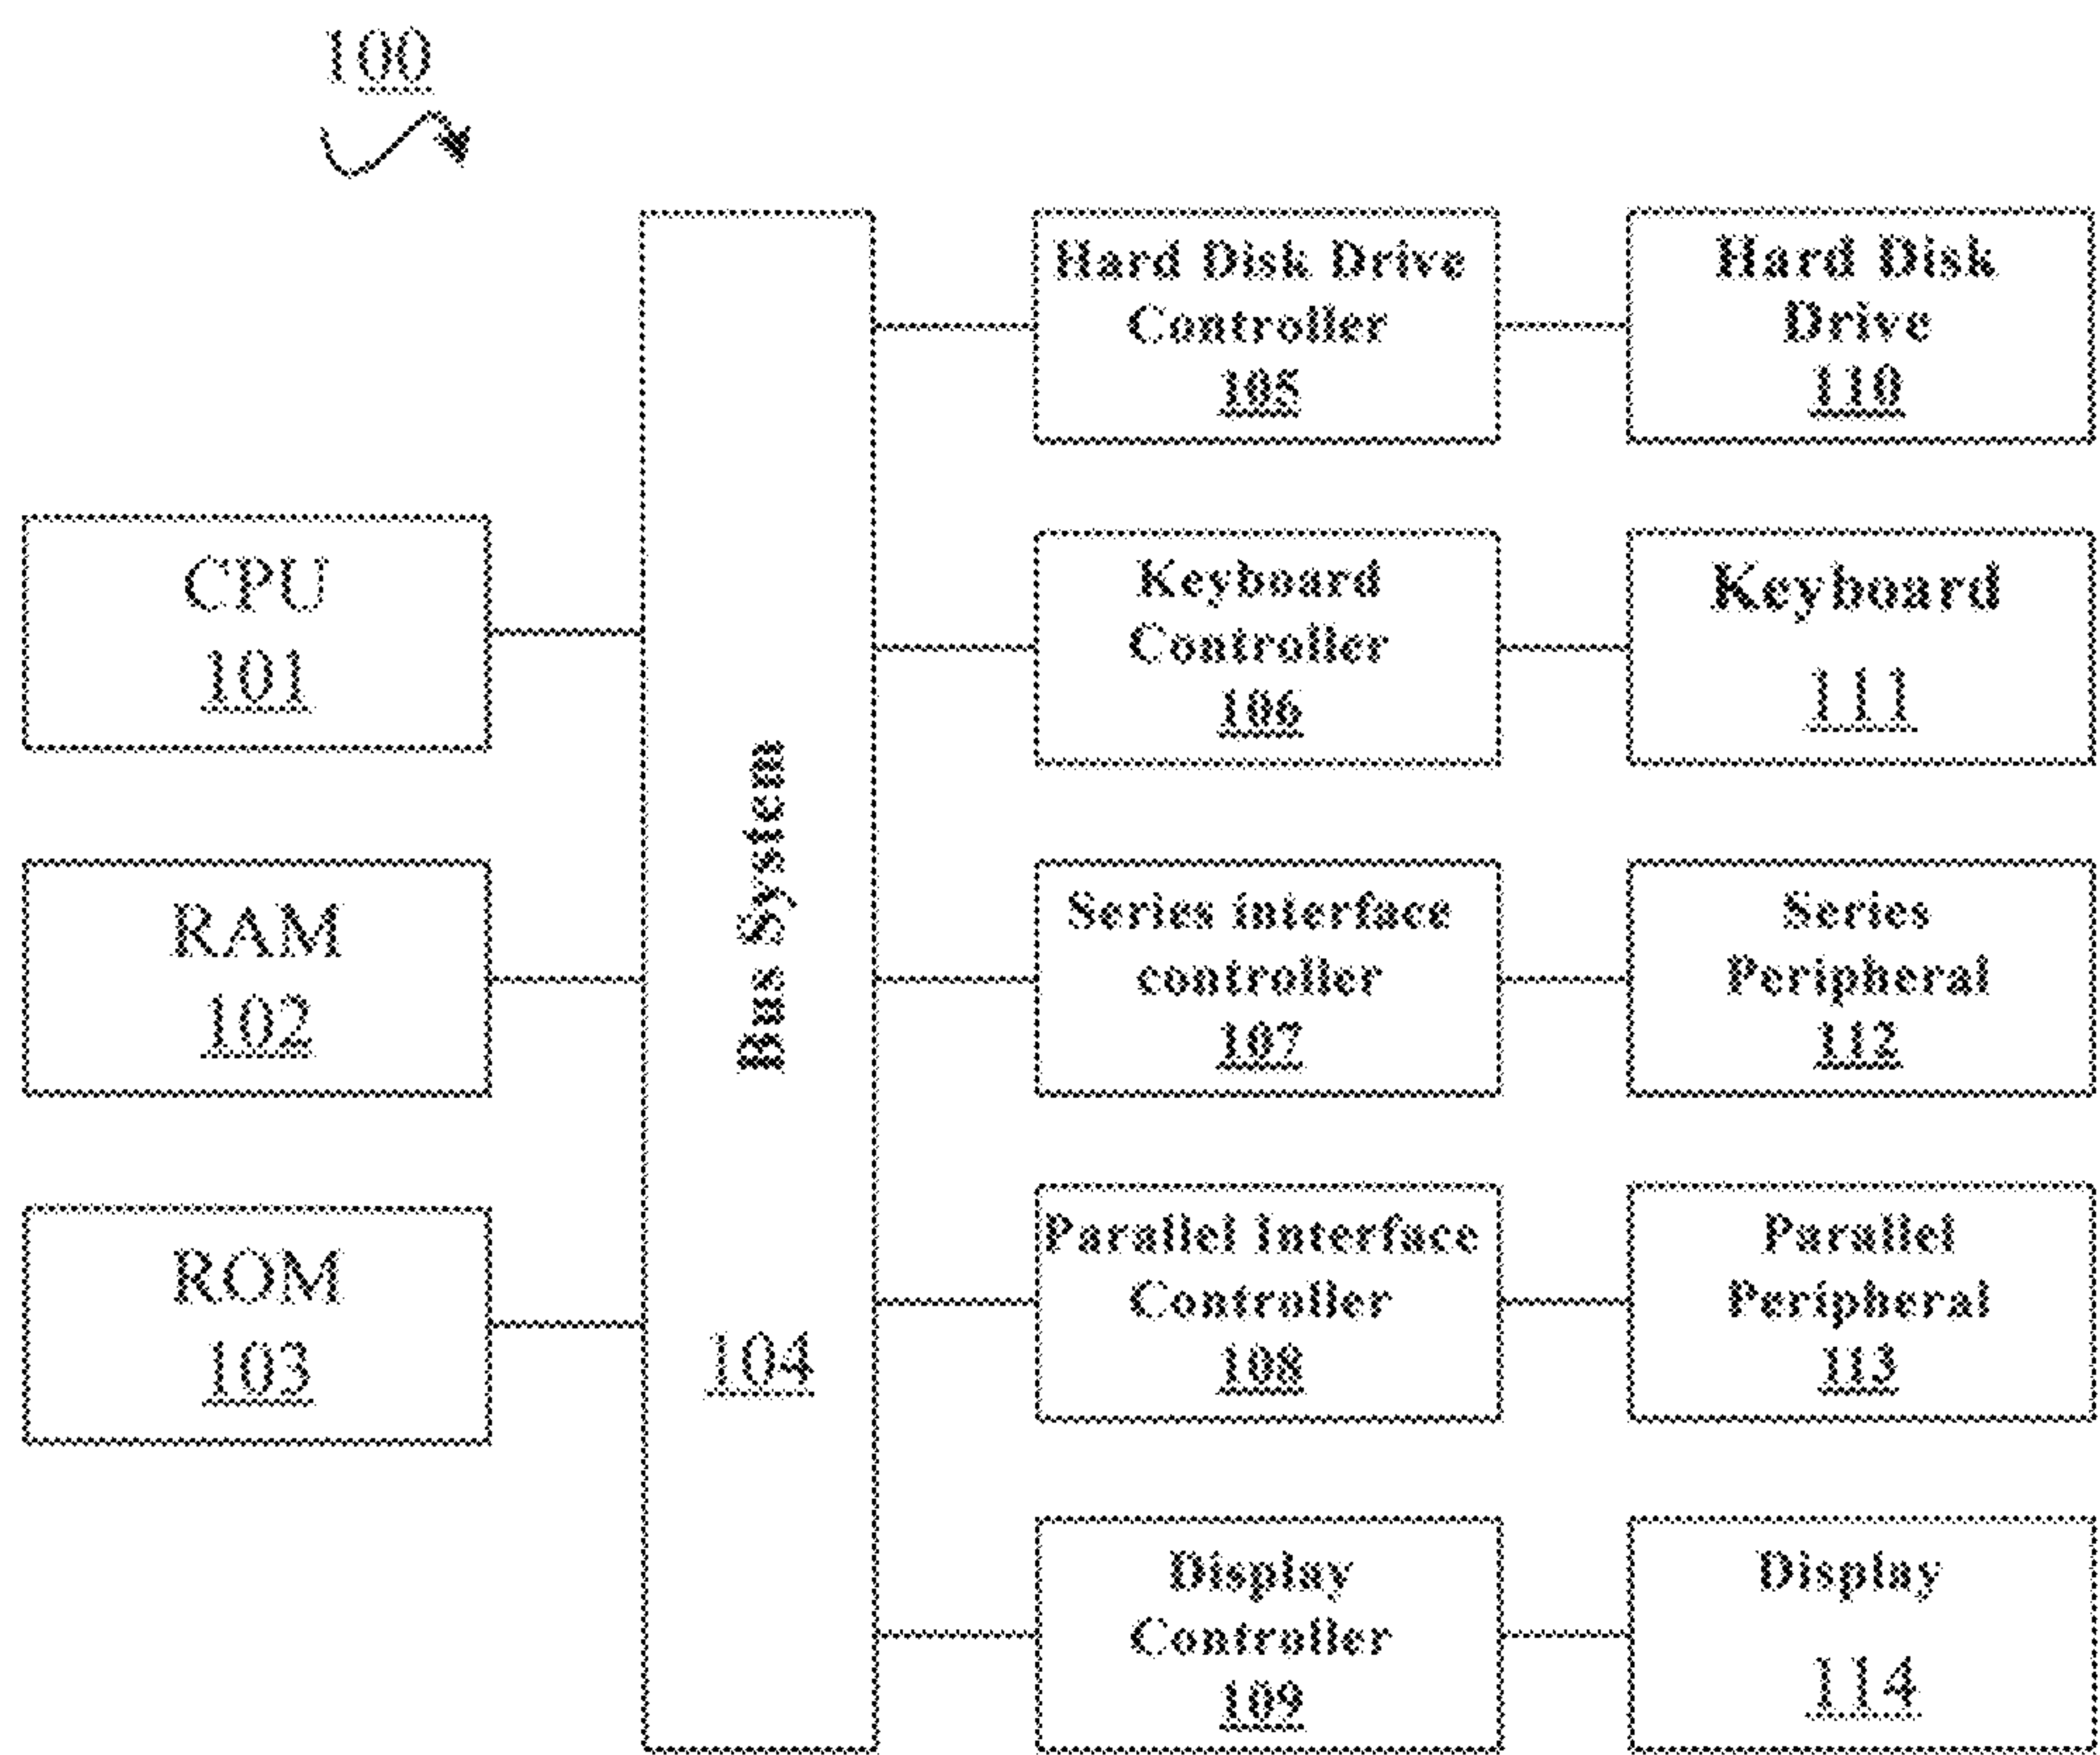 100
Hard Disk Drive
Controller
105
Hard Disk
Drive
110
CPU
101
Keyboard
Controller
106
Keyboard
111
Bus System
104
RAM
102
Series interface
controller
107
Series
Peripheral
112
ROM
103
Parallel Interface
Controller
108
Parallel
Peripheral
113
Display
Controller
109
Display
114